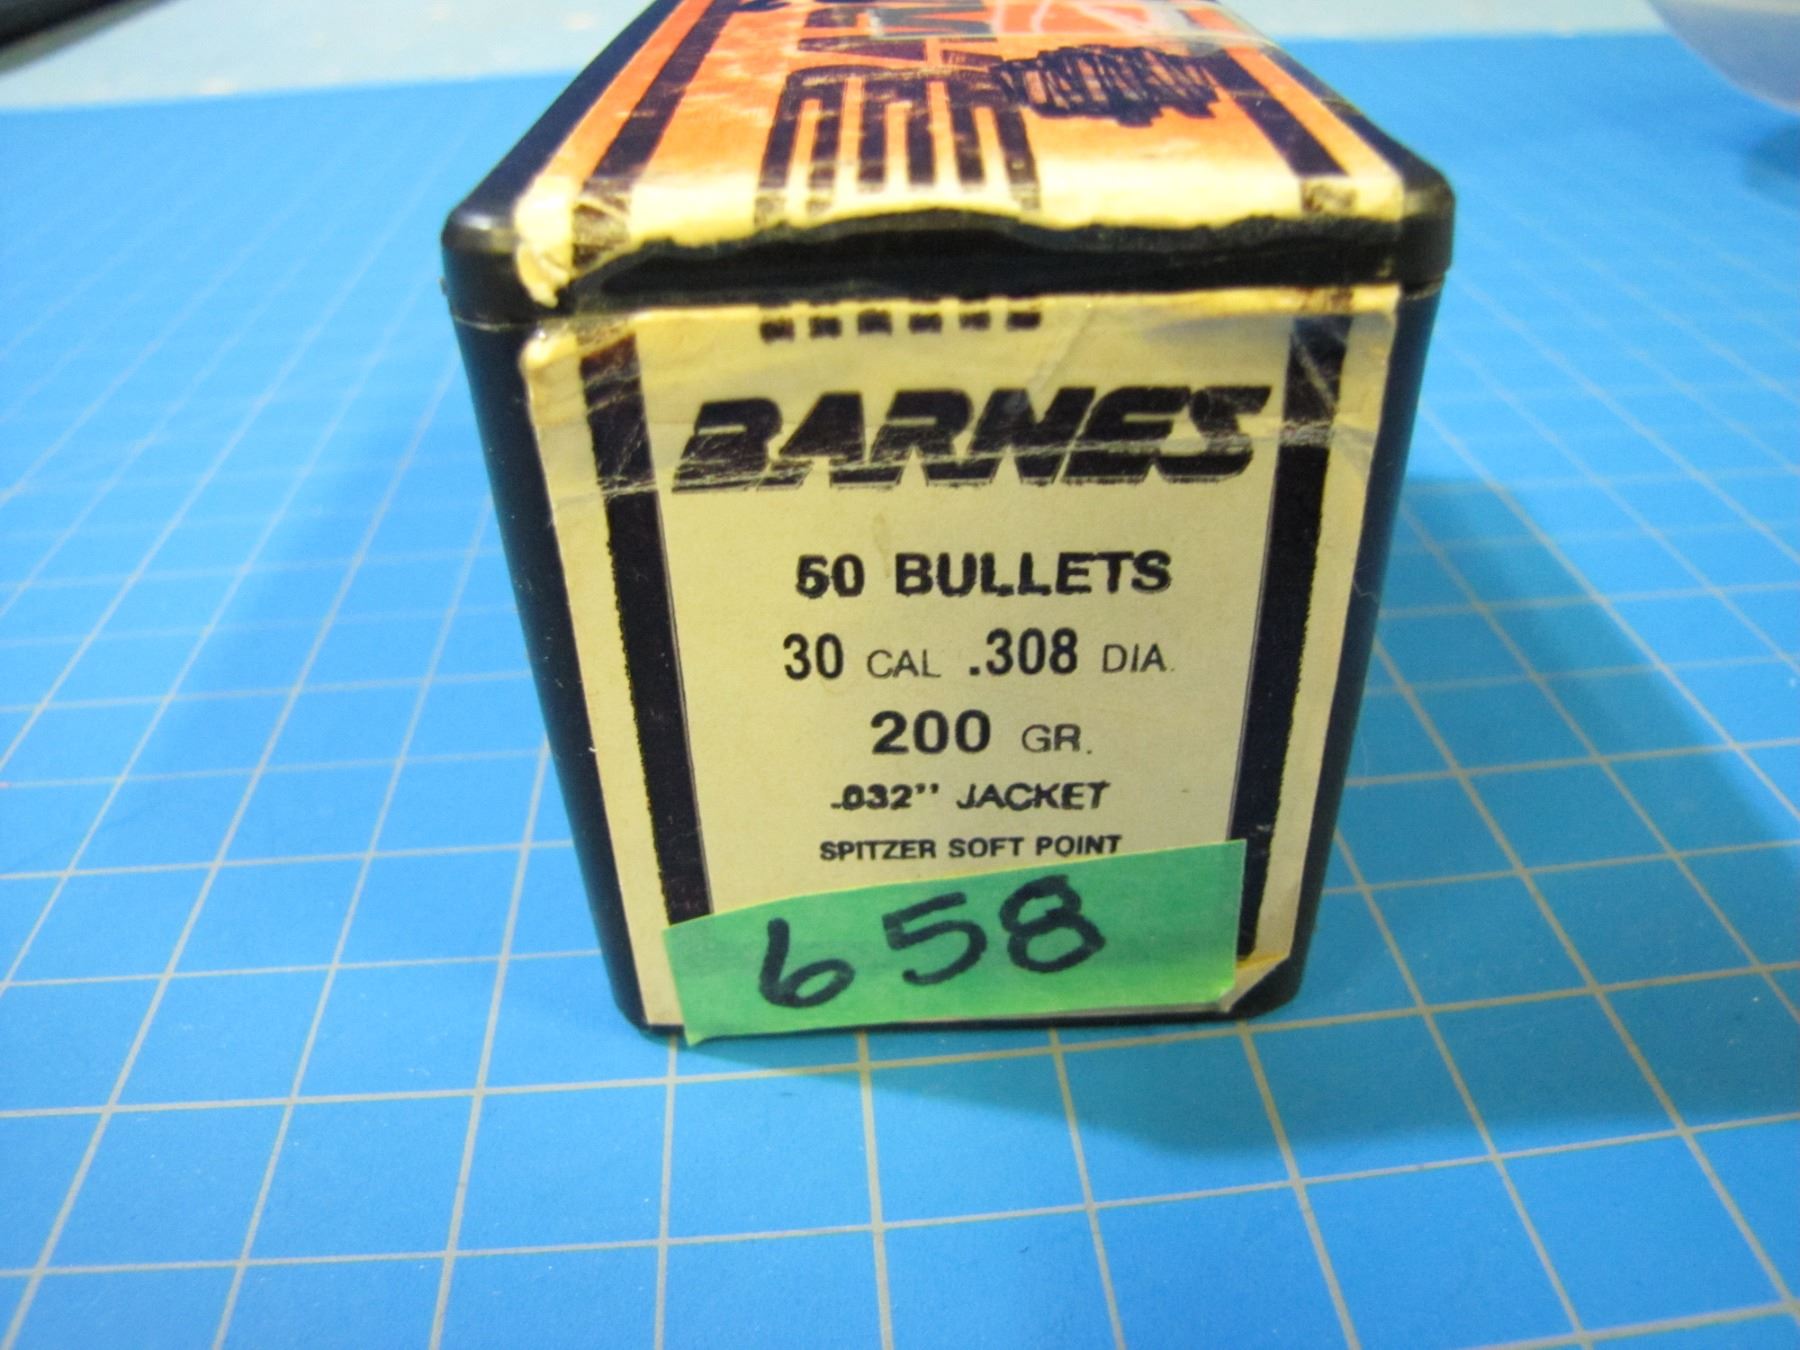 BARNES
50 BULLETS
30 CAL .308 DIA.
200 GR.
.032" JACKET
SPITZER SOFT POINT
658